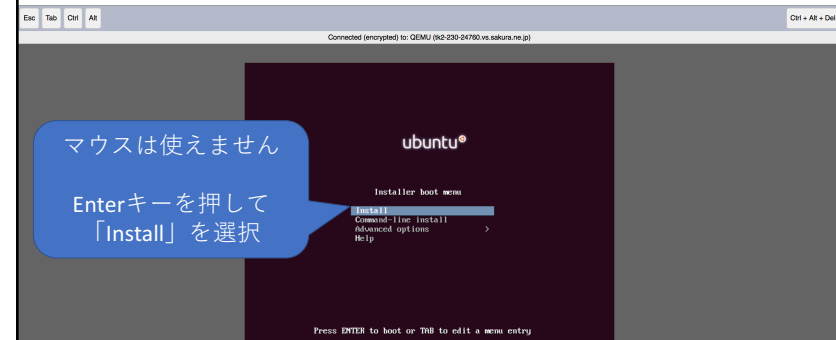 Esc Tab Ctrl Alt Ctrl + Alt + Del
Connected (encrypted) to: QEMU (tk2-230-24760.vs.sakura.ne.jp)
ubuntu
マウスは使えません
Enterキーを押して
「Install」を選択
Installer boot menu
Install
Command-line install
Advanced options >
Help
Press ENTER to boot or TAB to edit a menu entry